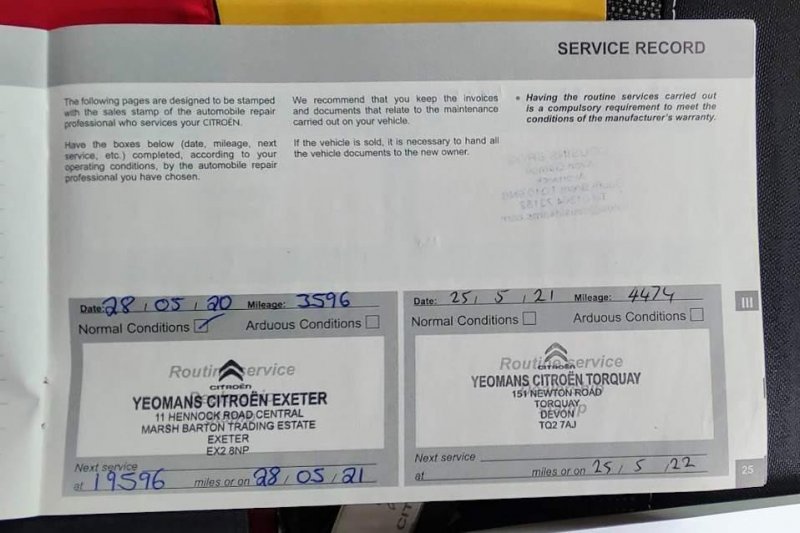 SERVICE RECORD
The following pages are designed to be stamped
with the sales stamp of the automobile repair
professional who services your CITROËN.
Have the boxes below (date, mileage, next
service, etc.) completed, according to your
operating conditions, by the automobile repair
professional you have chosen.
We recommend that you keep the invoices
and documents that relate to the maintenance
carried out on your vehicle.
If the vehicle is sold, it is necessary to hand all
the vehicle documents to the new owner.
• Having the routine services carried out
is a compulsory requirement to meet the
conditions of the manufacturer's warranty.
Date: 28 / 05 / 20 Mileage: 3596
Normal Conditions Arduous Conditions
Routine service
CITROËN
YEOMANS CITROËN EXETER
11 HENNOCK ROAD CENTRAL
MARSH BARTON TRADING ESTATE
EXETER
EX2 8NP
Next service
at 19596 miles or on 28 / 05 / 21
Date: 25 / 5 / 21 Mileage: 4474
Normal Conditions Arduous Conditions
Routine service
CITROËN
YEOMANS CITROËN TORQUAY
151 NEWTON ROAD
TORQUAY
DEVON
TQ2 7AJ
Next service
at miles or on 25 / 5 / 22
III
25